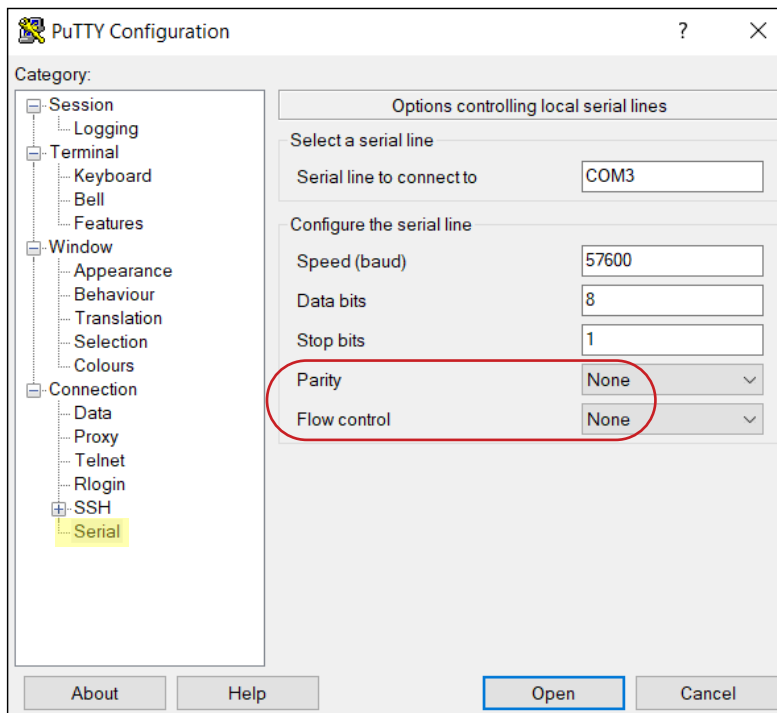 PuTTY Configuration ?
Category:
Session
Logging
Terminal
Keyboard
Bell
Features
Window
Appearance
Behaviour
Translation
Selection
Colours
Connection
Data
Proxy
Telnet
Rlogin
SSH
Serial
Options controlling local serial lines
Select a serial line
Serial line to connect to COM3
Configure the serial line
Speed (baud) 57600
Data bits 8
Stop bits 1
Parity None
Flow control None
About Help Open Cancel